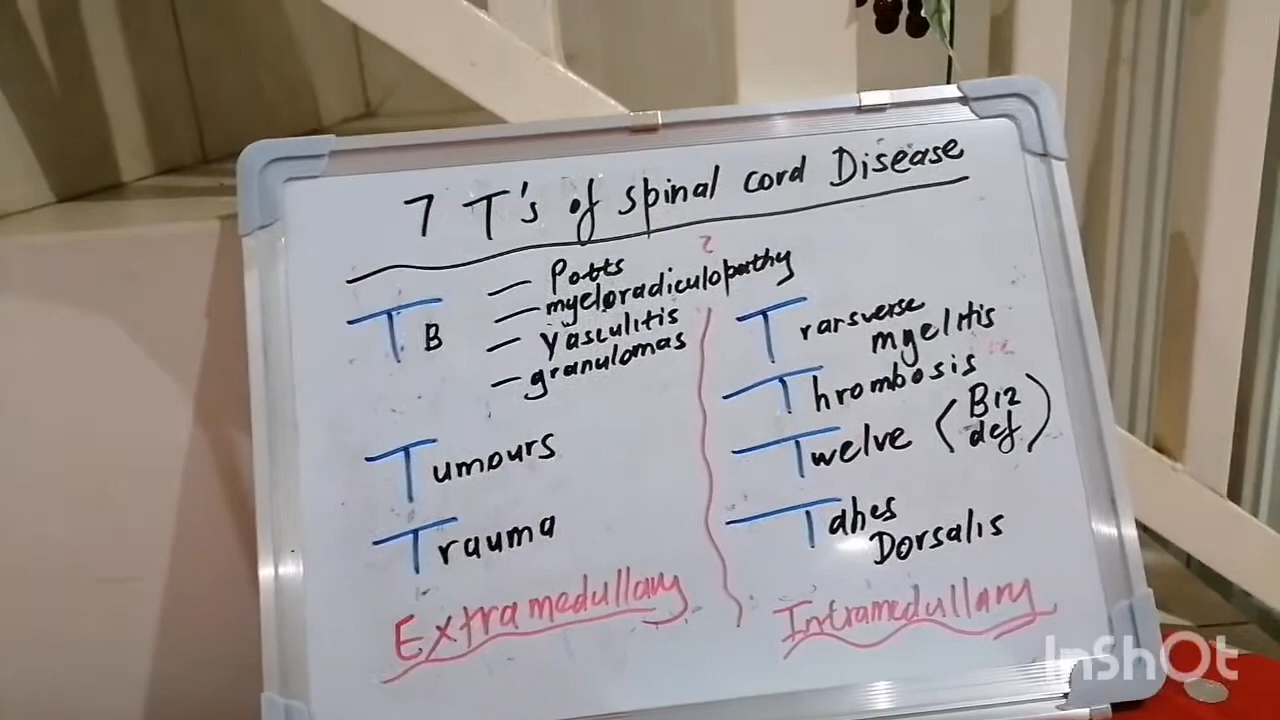 7 T's of spinal cord Disease
TB
— Potts
— myeloradiculopathy
— vasculitis
— granulomas
Tumours
Trauma
Extramedullary
Transverse
myelitis
Thrombosis
Twelve (B12
def)
Tabes
Dorsalis
Intramedullary
InShOt